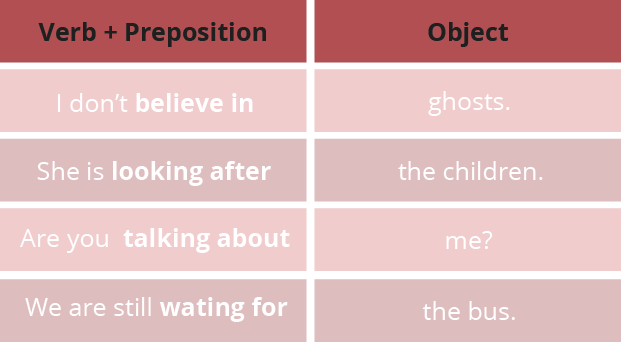 Verb + Preposition Object
I don’t believe in ghosts.
She is looking after the children.
Are you talking about me?
We are still wating for the bus.